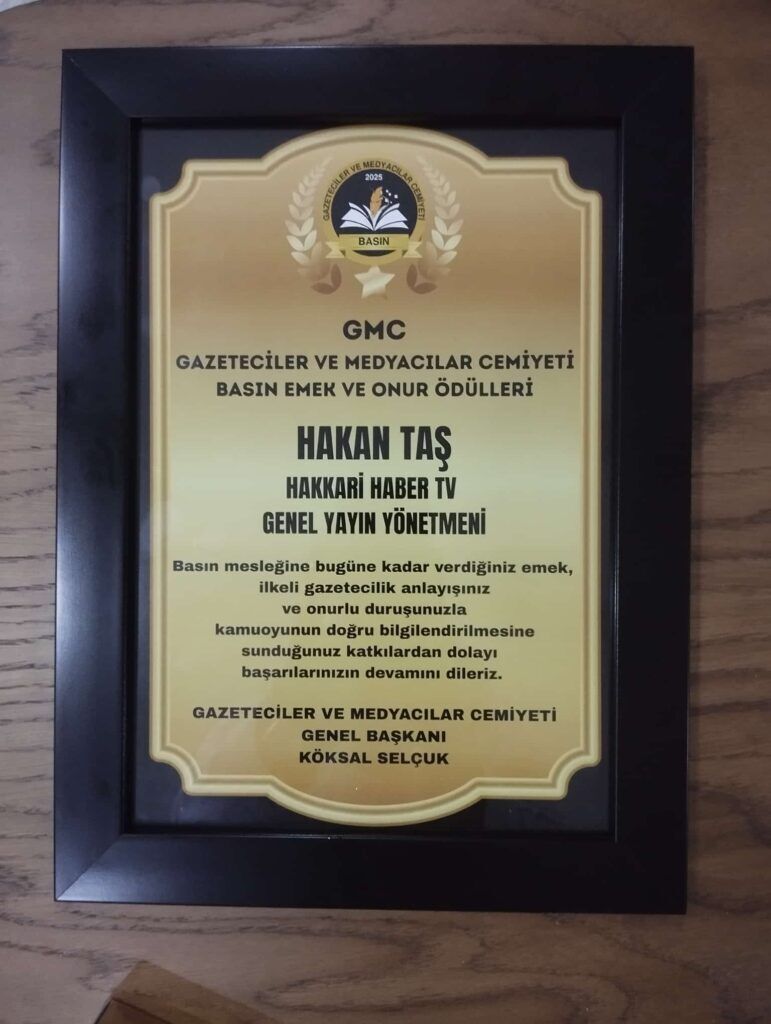 GAZETECİLER VE MEDYACILAR CEMİYETİ
2025
BASIN
GMC
GAZETECİLER VE MEDYACILAR CEMİYETİ
BASIN EMEK VE ONUR ÖDÜLLERİ
HAKAN TAŞ
HAKKARİ HABER TV
GENEL YAYIN YÖNETMENİ
Basın mesleğine bugüne kadar verdiğiniz emek,
ilkeli gazetecilik anlayışınız
ve onurlu duruşunuzla
kamuoyunun doğru bilgilendirilmesine
sunduğunuz katkılardan dolayı
başarılarınızın devamını dileriz.
GAZETECİLER VE MEDYACILAR CEMİYETİ
GENEL BAŞKANI
KÖKSAL SELÇUK